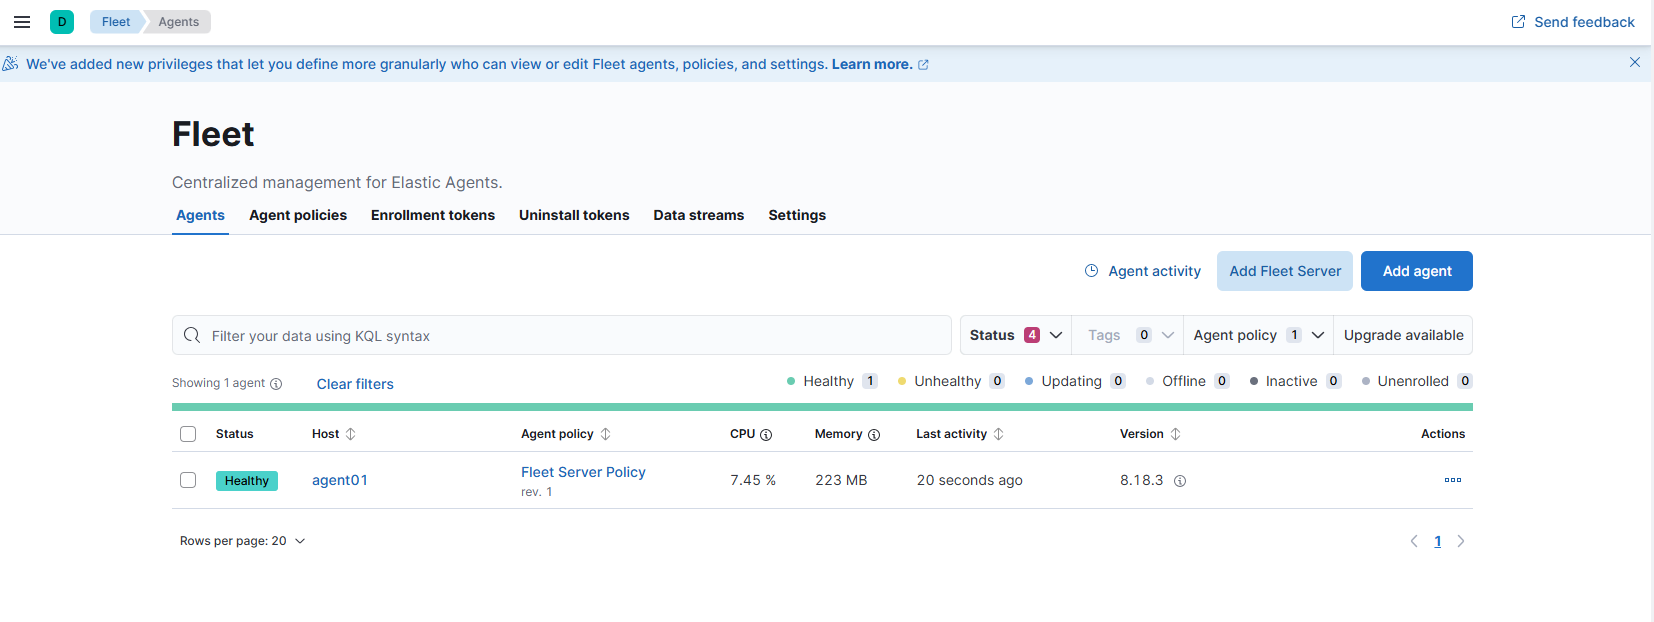 D Fleet Agents Send feedback
We've added new privileges that let you define more granularly who can view or edit Fleet agents, policies, and settings. Learn more.
Fleet
Centralized management for Elastic Agents.
Agents Agent policies Enrollment tokens Uninstall tokens Data streams Settings
Agent activity Add Fleet Server Add agent
Filter your data using KQL syntax Status 4 Tags 0 Agent policy 1 Upgrade available
Showing 1 agent Clear filters Healthy 1 Unhealthy 0 Updating 0 Offline 0 Inactive 0 Unenrolled 0
Status Host Agent policy CPU Memory Last activity Version Actions
Healthy agent01 Fleet Server Policy 7.45 % 223 MB 20 seconds ago 8.18.3
rev. 1
Rows per page: 20 1